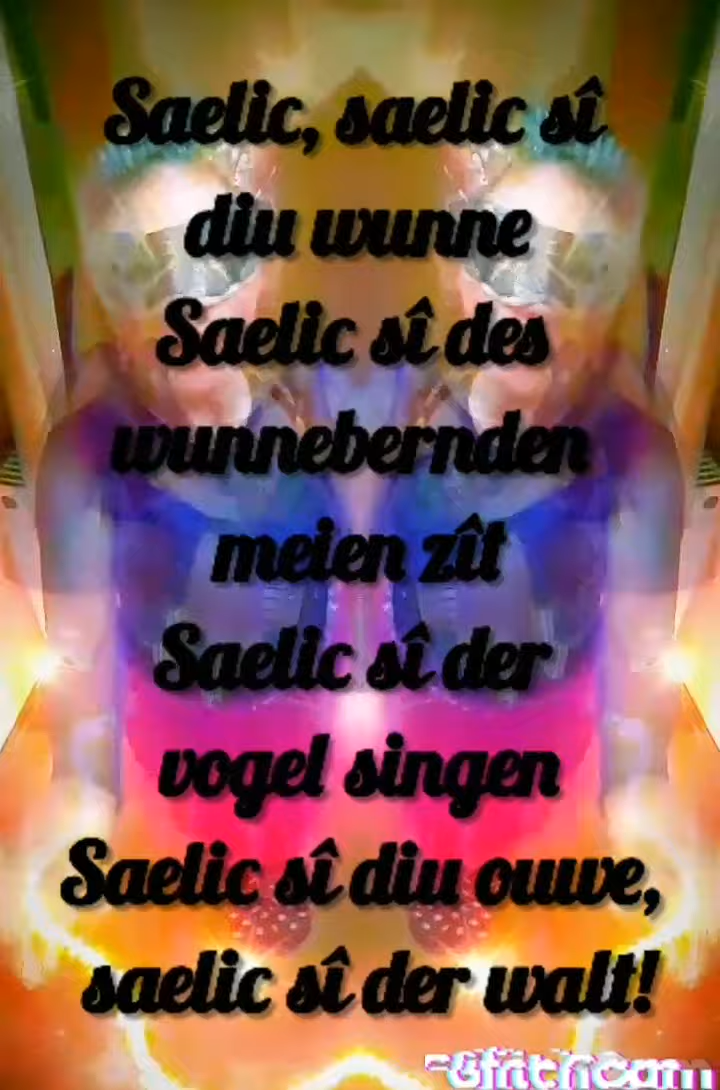 Saelic, saelic sî
diu wunne
Saelic sî des
wunnebernden
meien zît
Saelic sî der
vogel singen
Saelic sî diu ouwe,
saelic sî der walt!